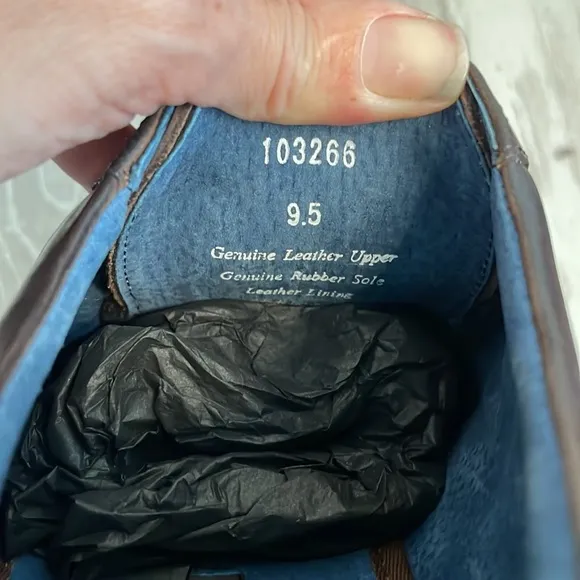 103266
9.5
Genuine Leather Upper
Genuine Rubber Sole
Leather Lining